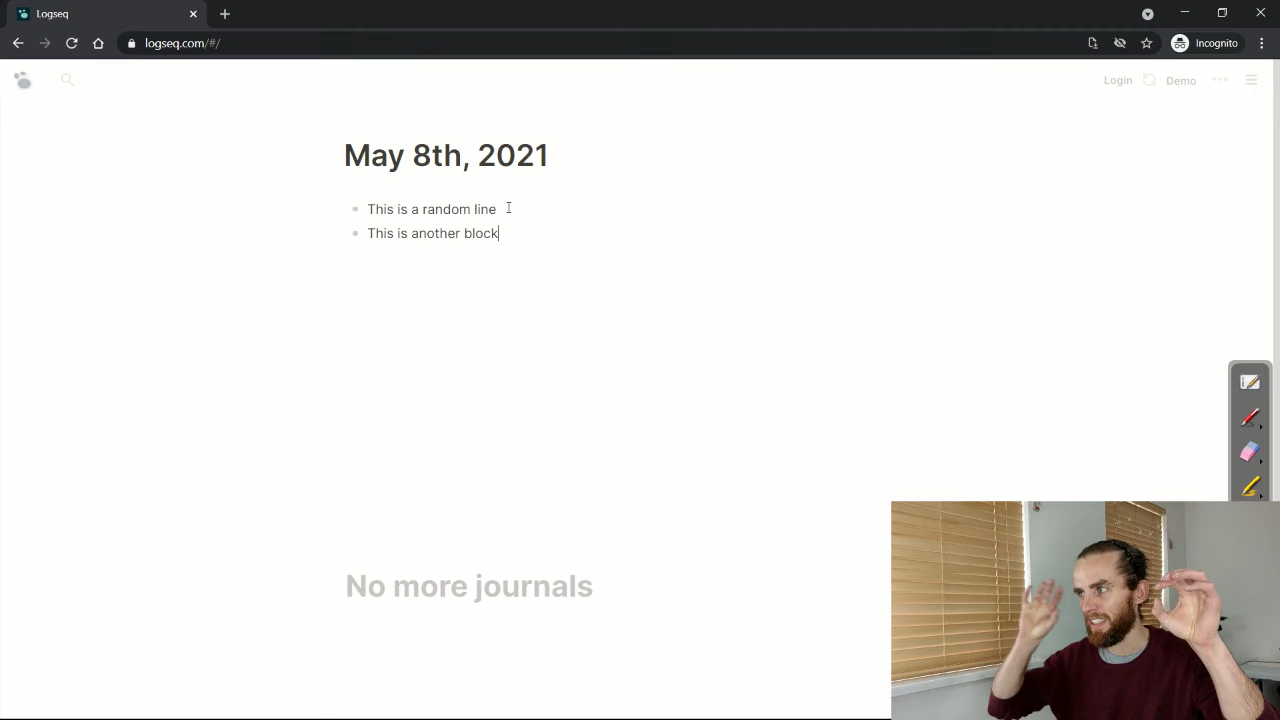 Logseq
logseq.com/#/
Incognito
Login
Demo
May 8th, 2021
This is a random line
This is another block
No more journals